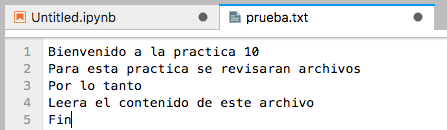 Untitled.ipynb prueba.txt
1 Bienvenido a la practica 10
2 Para esta practica se revisaran archivos
3 Por lo tanto
4 Leera el contenido de este archivo
5 Fin